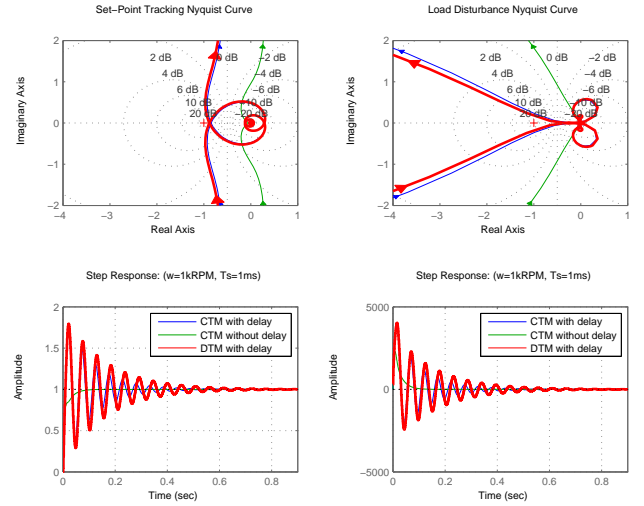 Set−Point Tracking Nyquist Curve
2 dB
0 dB
−2 dB
4 dB
−4 dB
6 dB
−6 dB
10 dB
−10 dB
20 dB
−20 dB
2
1
0
−1
−2
−4
−3
−2
−1
0
1
Real Axis
Imaginary Axis
Load Disturbance Nyquist Curve
2 dB
0 dB
−2 dB
4 dB
−4 dB
6 dB
−6 dB
10 dB
−10 dB
20 dB
−20 dB
2
1
0
−1
−2
−4
−3
−2
−1
0
1
Real Axis
Imaginary Axis
Step Response: (w=1kRPM, Ts=1ms)
CTM with delay
CTM without delay
DTM with delay
2
1.5
1
0.5
0
0
0.2
0.4
0.6
0.8
Time (sec)
Amplitude
Step Response: (w=1kRPM, Ts=1ms)
CTM with delay
CTM without delay
DTM with delay
5000
0
−5000
0
0.2
0.4
0.6
0.8
Time (sec)
Amplitude